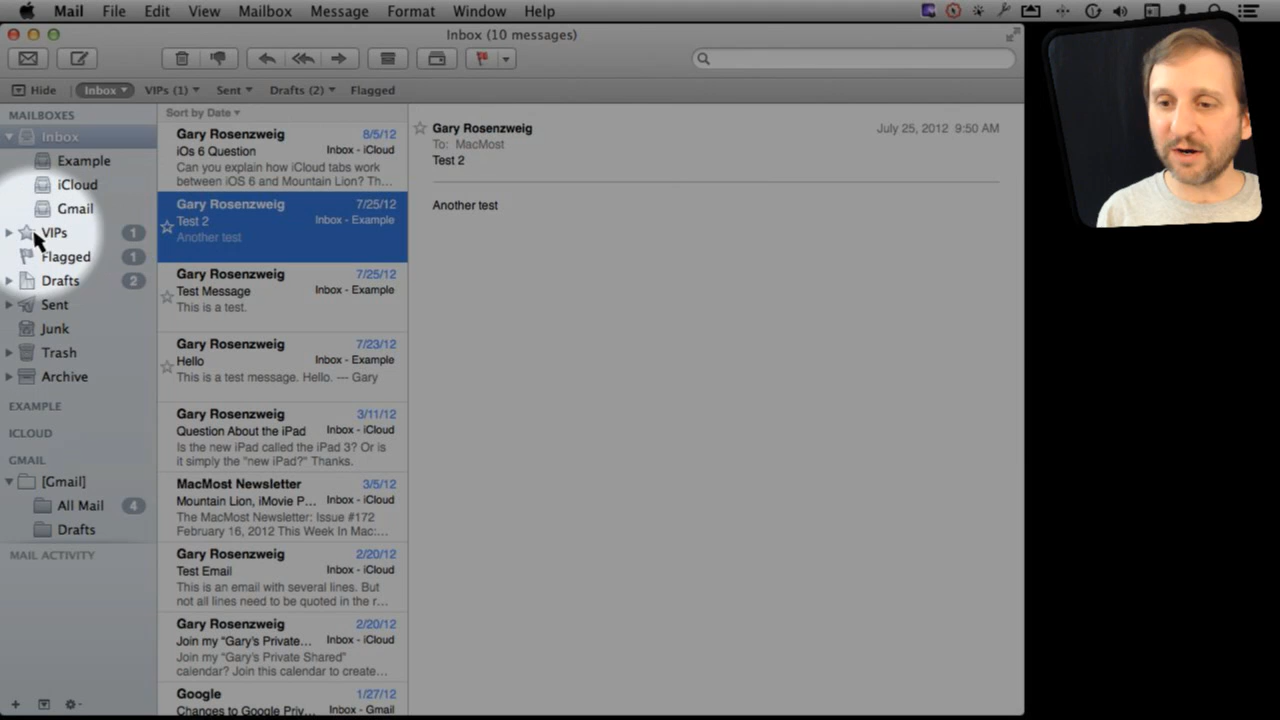 Mail File Edit View Mailbox Message Format Window Help
Inbox (10 messages)
Hide Inbox VIPs (1) Sent Drafts (2) Flagged
MAILBOXES
Inbox
Example
iCloud
Gmail
VIPs 1
Flagged 1
Drafts 2
Sent
Junk
Trash
Archive
EXAMPLE
ICLOUD
GMAIL
[Gmail]
All Mail 4
Drafts
MAIL ACTIVITY
Sort by Date
Gary Rosenzweig 8/5/12
iOs 6 Question Inbox - iCloud
Can you explain how iCloud tabs work
between iOS 6 and Mountain Lion? Th...
Gary Rosenzweig 7/25/12
Test 2 Inbox - Example
Another test
Gary Rosenzweig 7/25/12
Test Message Inbox - Example
This is a test.
Gary Rosenzweig 7/23/12
Hello Inbox - Example
This is a test message. Hello. --- Gary
Gary Rosenzweig 3/11/12
Question About the iPad Inbox - iCloud
Is the new iPad called the iPad 3? Or is
it simply the "new iPad?" Thanks.
MacMost Newsletter 3/5/12
Mountain Lion, iMovie P... Inbox - iCloud
The MacMost Newsletter: Issue #172
February 16, 2012 This Week In Mac:...
Gary Rosenzweig 2/20/12
Test Email Inbox - iCloud
This is an email with several lines. But
not all lines need to be quoted in the r...
Gary Rosenzweig 2/20/12
Join my "Gary's Private... Inbox - iCloud
Join my "Gary's Private Shared"
calendar? Join this calendar to create...
Google 1/27/12
Changes to Google Priv... Inbox - Gmail
Gary Rosenzweig July 25, 2012 9:50 AM
To: MacMost
Test 2
Another test